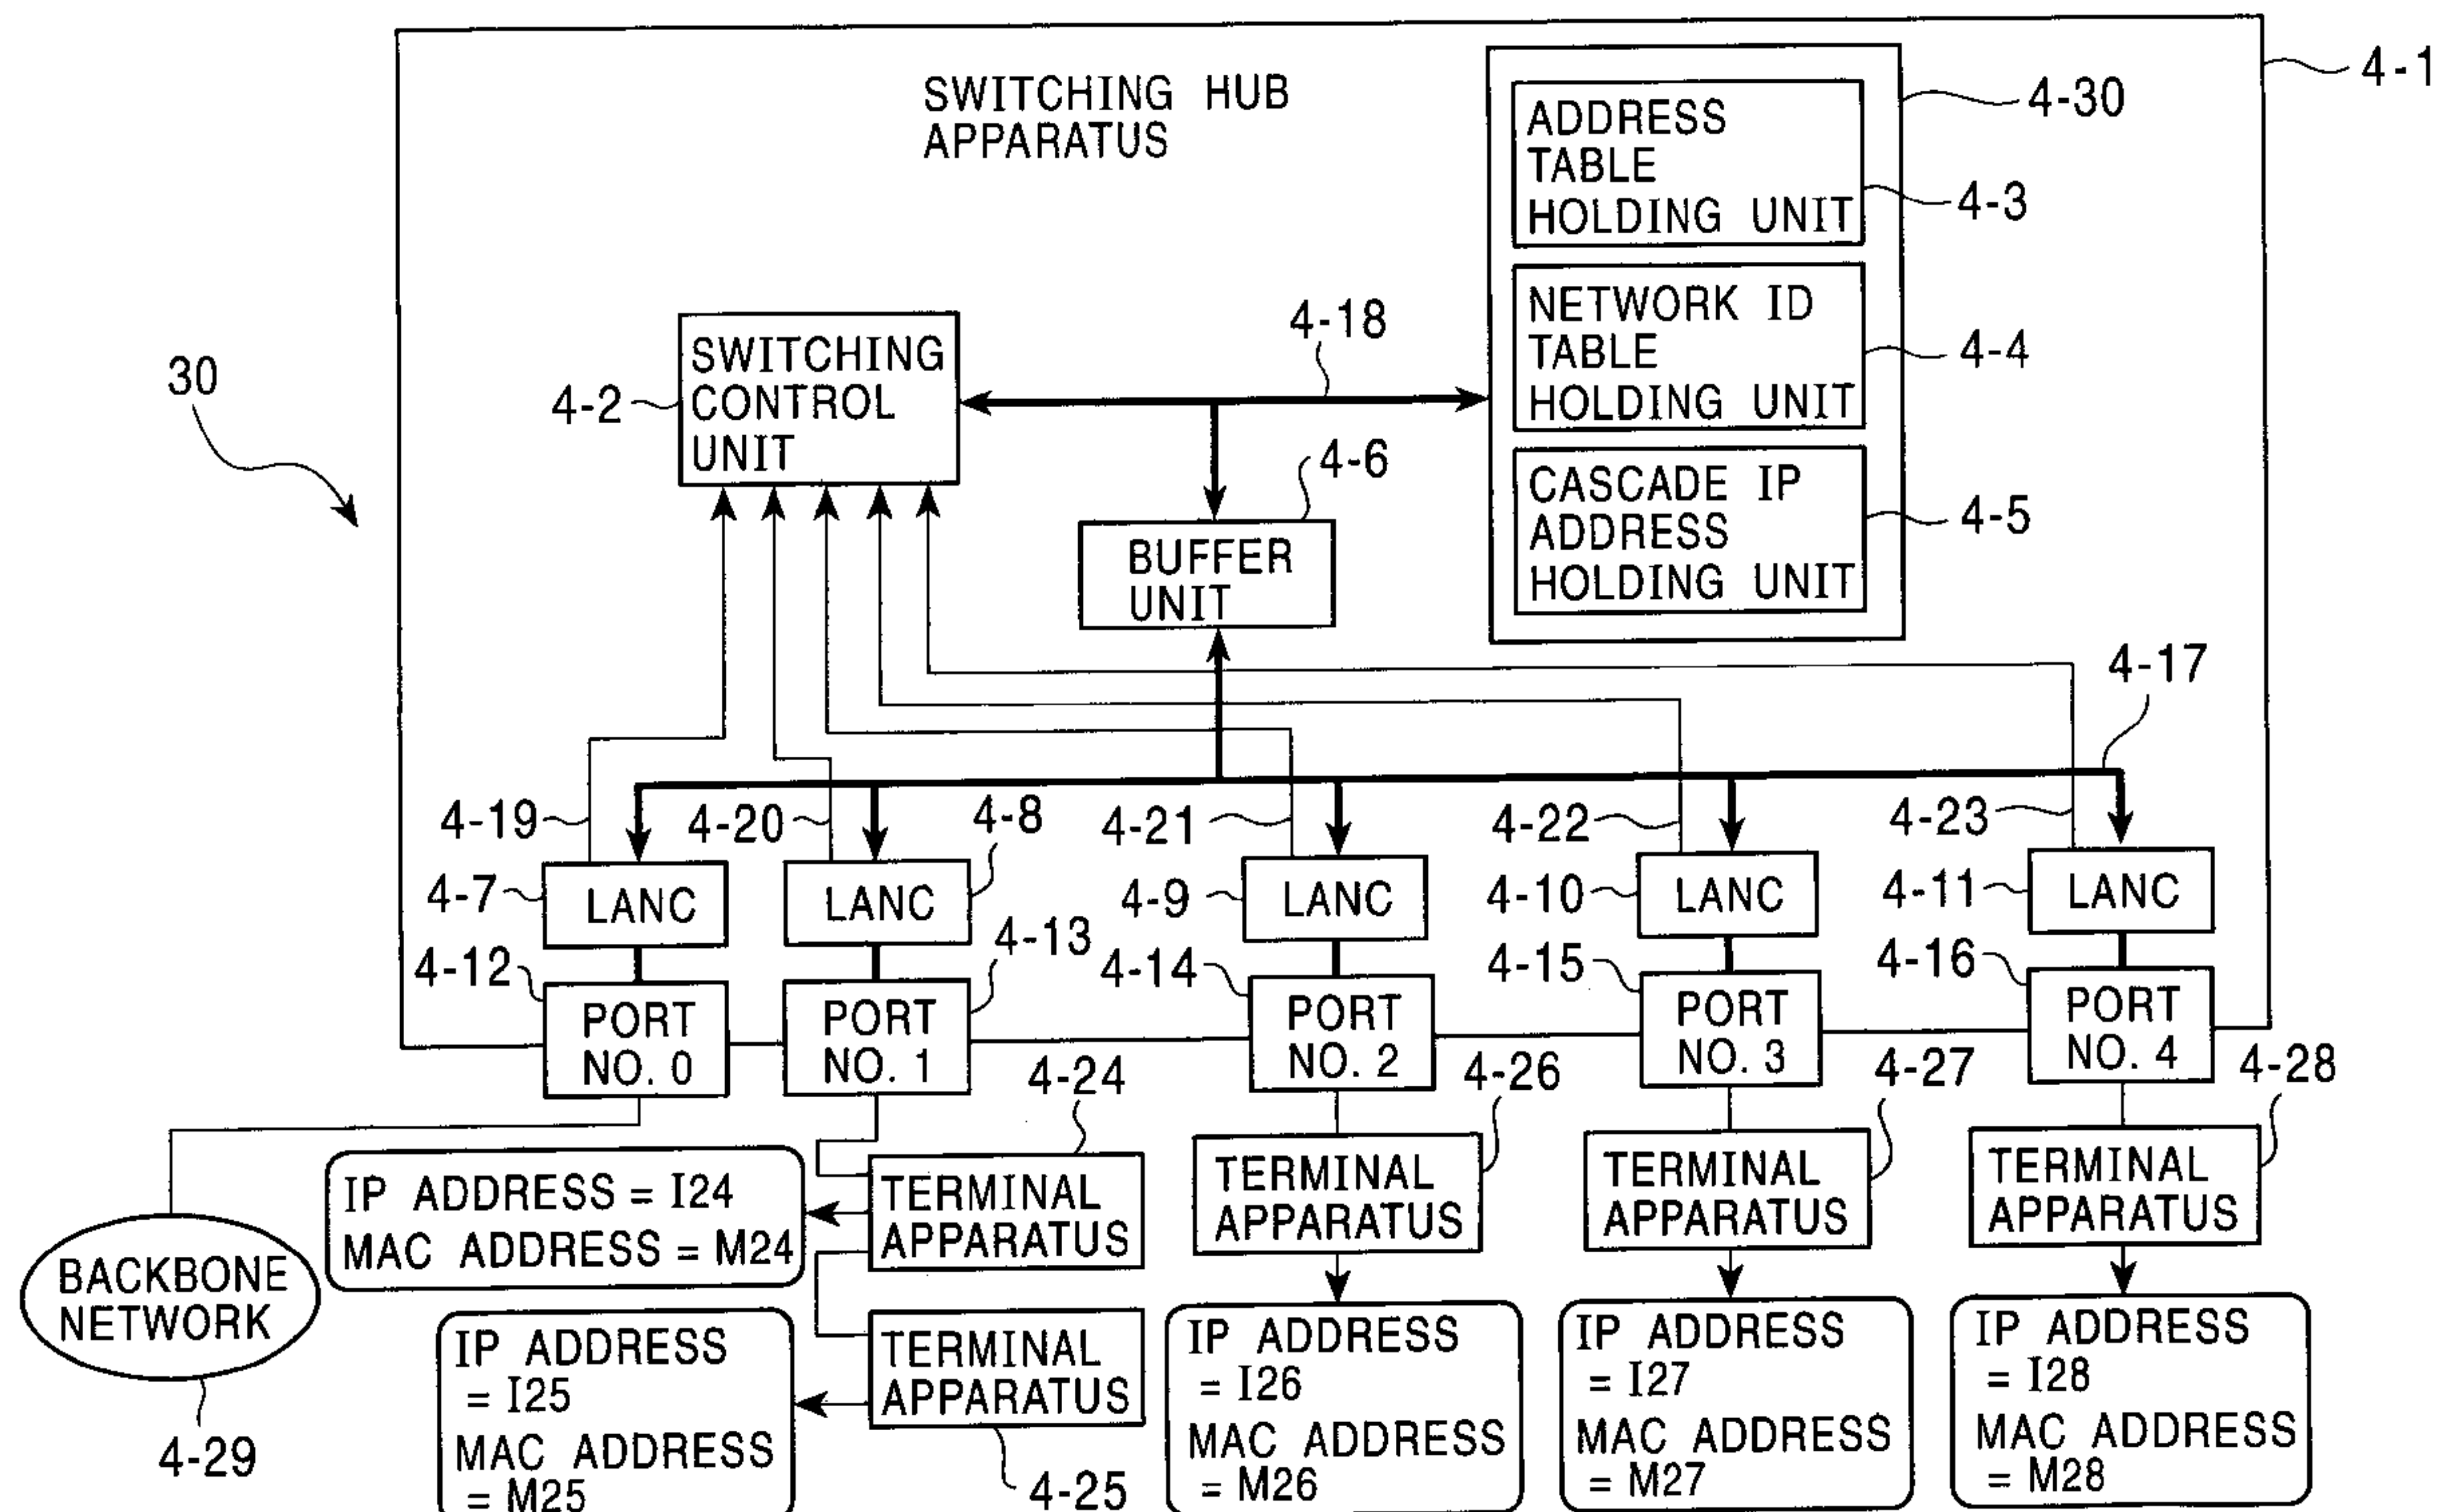 SWITCHING HUB
APPARATUS
4-1
4-30
ADDRESS
TABLE
HOLDING UNIT
4-3
NETWORK ID
TABLE
HOLDING UNIT
4-4
CASCADE IP
ADDRESS
HOLDING UNIT
4-5
30
4-2
SWITCHING
CONTROL
UNIT
4-18
4-6
BUFFER
UNIT
4-17
4-19
4-20
4-8
4-21
4-22
4-23
4-7
LANC
LANC
4-9
LANC
4-10
LANC
4-11
LANC
4-12
4-13
4-14
4-15
4-16
PORT
NO. 0
PORT
NO. 1
PORT
NO. 2
PORT
NO. 3
PORT
NO. 4
4-24
4-26
4-27
4-28
IP ADDRESS = I24
MAC ADDRESS = M24
TERMINAL
APPARATUS
TERMINAL
APPARATUS
TERMINAL
APPARATUS
TERMINAL
APPARATUS
BACKBONE
NETWORK
4-29
IP ADDRESS
= I25
MAC ADDRESS
= M25
TERMINAL
APPARATUS
4-25
IP ADDRESS
= I26
MAC ADDRESS
= M26
IP ADDRESS
= I27
MAC ADDRESS
= M27
IP ADDRESS
= I28
MAC ADDRESS
= M28